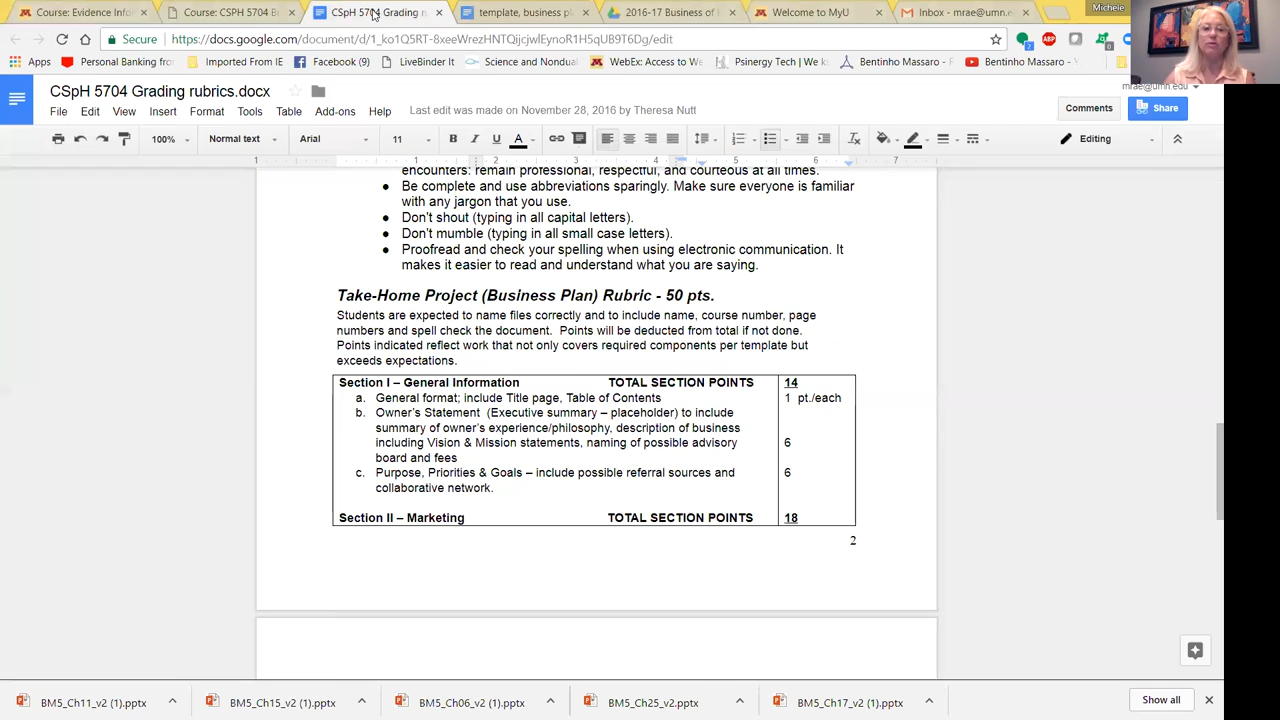 Course: Evidence Info
Course: CSPH 5704 B
CSpH 5704 Grading r
template, business pl
2016-17 Business of
Welcome to MyU
Inbox - mrae@umn.e
Michele
Secure
https://docs.google.com/document/d/1_ko1Q5RT-8xeeWrezHNTQjjcjwlEynoR1H5qUB9T6Dg/edit
Apps
Personal Banking fro
Imported From IE
Facebook (9)
LiveBinder It
Science and Nondual
WebEx: Access to We
Psinergy Tech | We k
Bentinho Massaro -
Bentinho Massaro -
CSpH 5704 Grading rubrics.docx
mrae@umn.edu
File Edit View Insert Format Tools Table Add-ons Help
Last edit was made on November 28, 2016 by Theresa Nutt
Comments
Share
100%
Normal text
Arial
11
B I U A
Editing
1 1 2 3 4 5 6 7
encounters: remain professional, respectful, and courteous at all times.
● Be complete and use abbreviations sparingly. Make sure everyone is familiar
with any jargon that you use.
● Don't shout (typing in all capital letters).
● Don't mumble (typing in all small case letters).
● Proofread and check your spelling when using electronic communication. It
makes it easier to read and understand what you are saying.
Take-Home Project (Business Plan) Rubric - 50 pts.
Students are expected to name files correctly and to include name, course number, page
numbers and spell check the document. Points will be deducted from total if not done.
Points indicated reflect work that not only covers required components per template but
exceeds expectations.
Section I – General Information TOTAL SECTION POINTS 14
a. General format; include Title page, Table of Contents 1 pt./each
b. Owner's Statement (Executive summary – placeholder) to include
summary of owner's experience/philosophy, description of business
including Vision & Mission statements, naming of possible advisory 6
board and fees
c. Purpose, Priorities & Goals – include possible referral sources and 6
collaborative network.
Section II – Marketing TOTAL SECTION POINTS 18
2
BM5_Ch11_v2 (1).pptx
BM5_Ch15_v2 (1).pptx
BM5_Ch06_v2 (1).pptx
BM5_Ch25_v2.pptx
BM5_Ch17_v2 (1).pptx
Show all